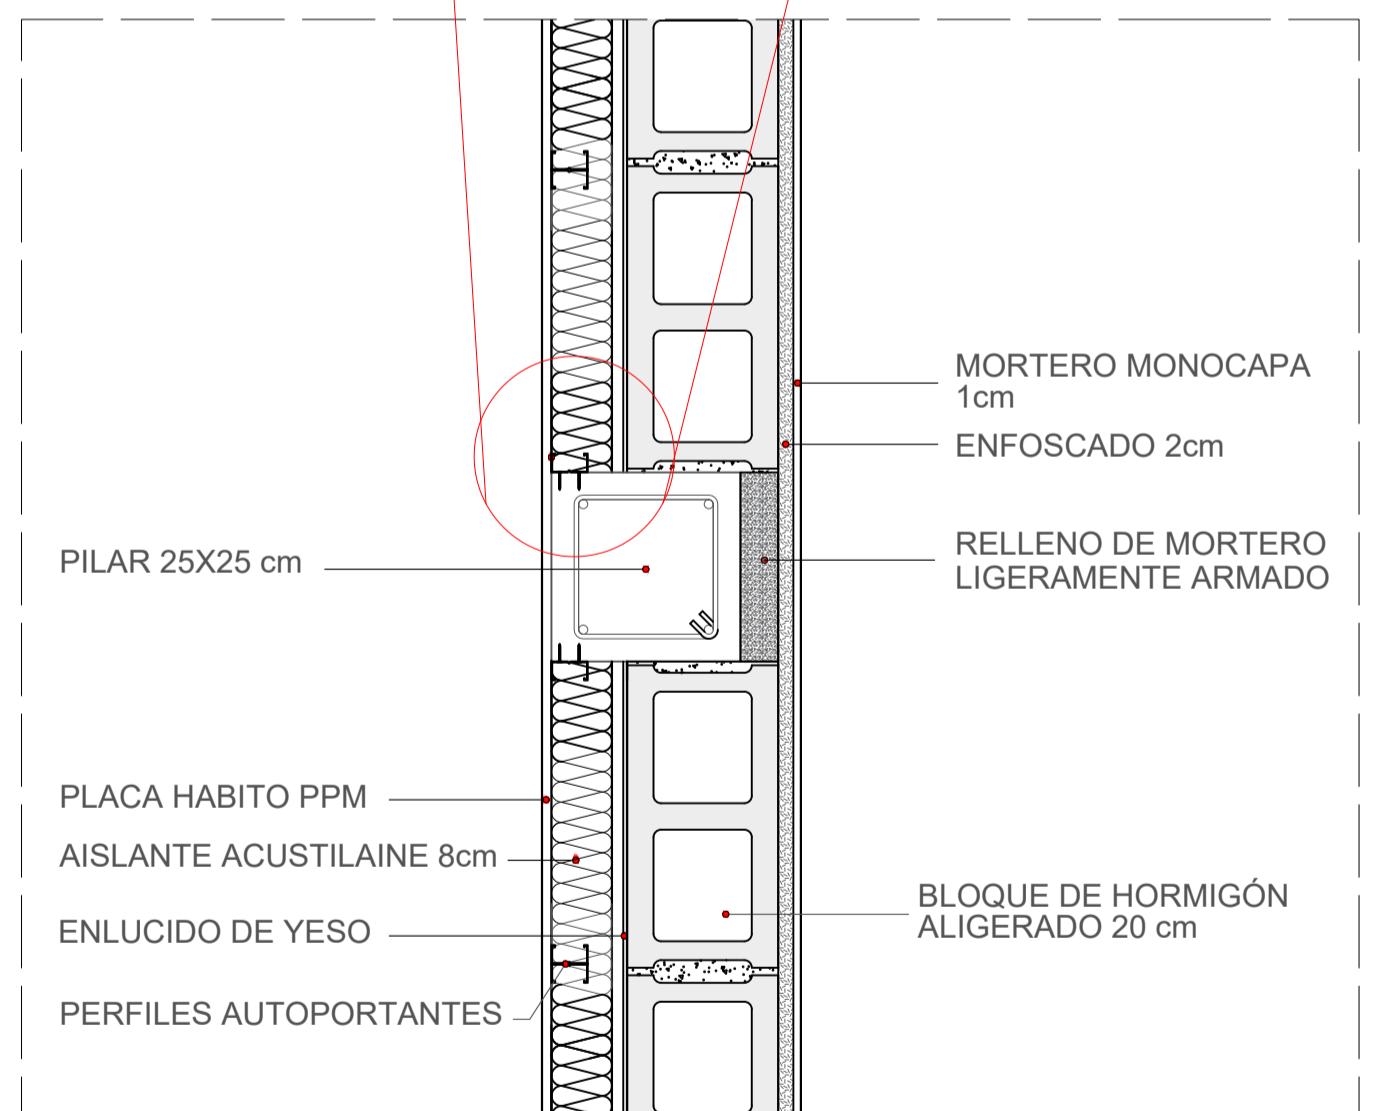 MORTERO MONOCAPA
1cm
ENFOSCADO 2cm
RELLENO DE MORTERO
LIGERAMENTE ARMADO
PILAR 25X25 cm
PLACA HABITO PPM
AISLANTE ACUSTILAINE 8cm
ENLUCIDO DE YESO
PERFILES AUTOPORTANTES
BLOQUE DE HORMIGÓN
ALIGERADO 20 cm